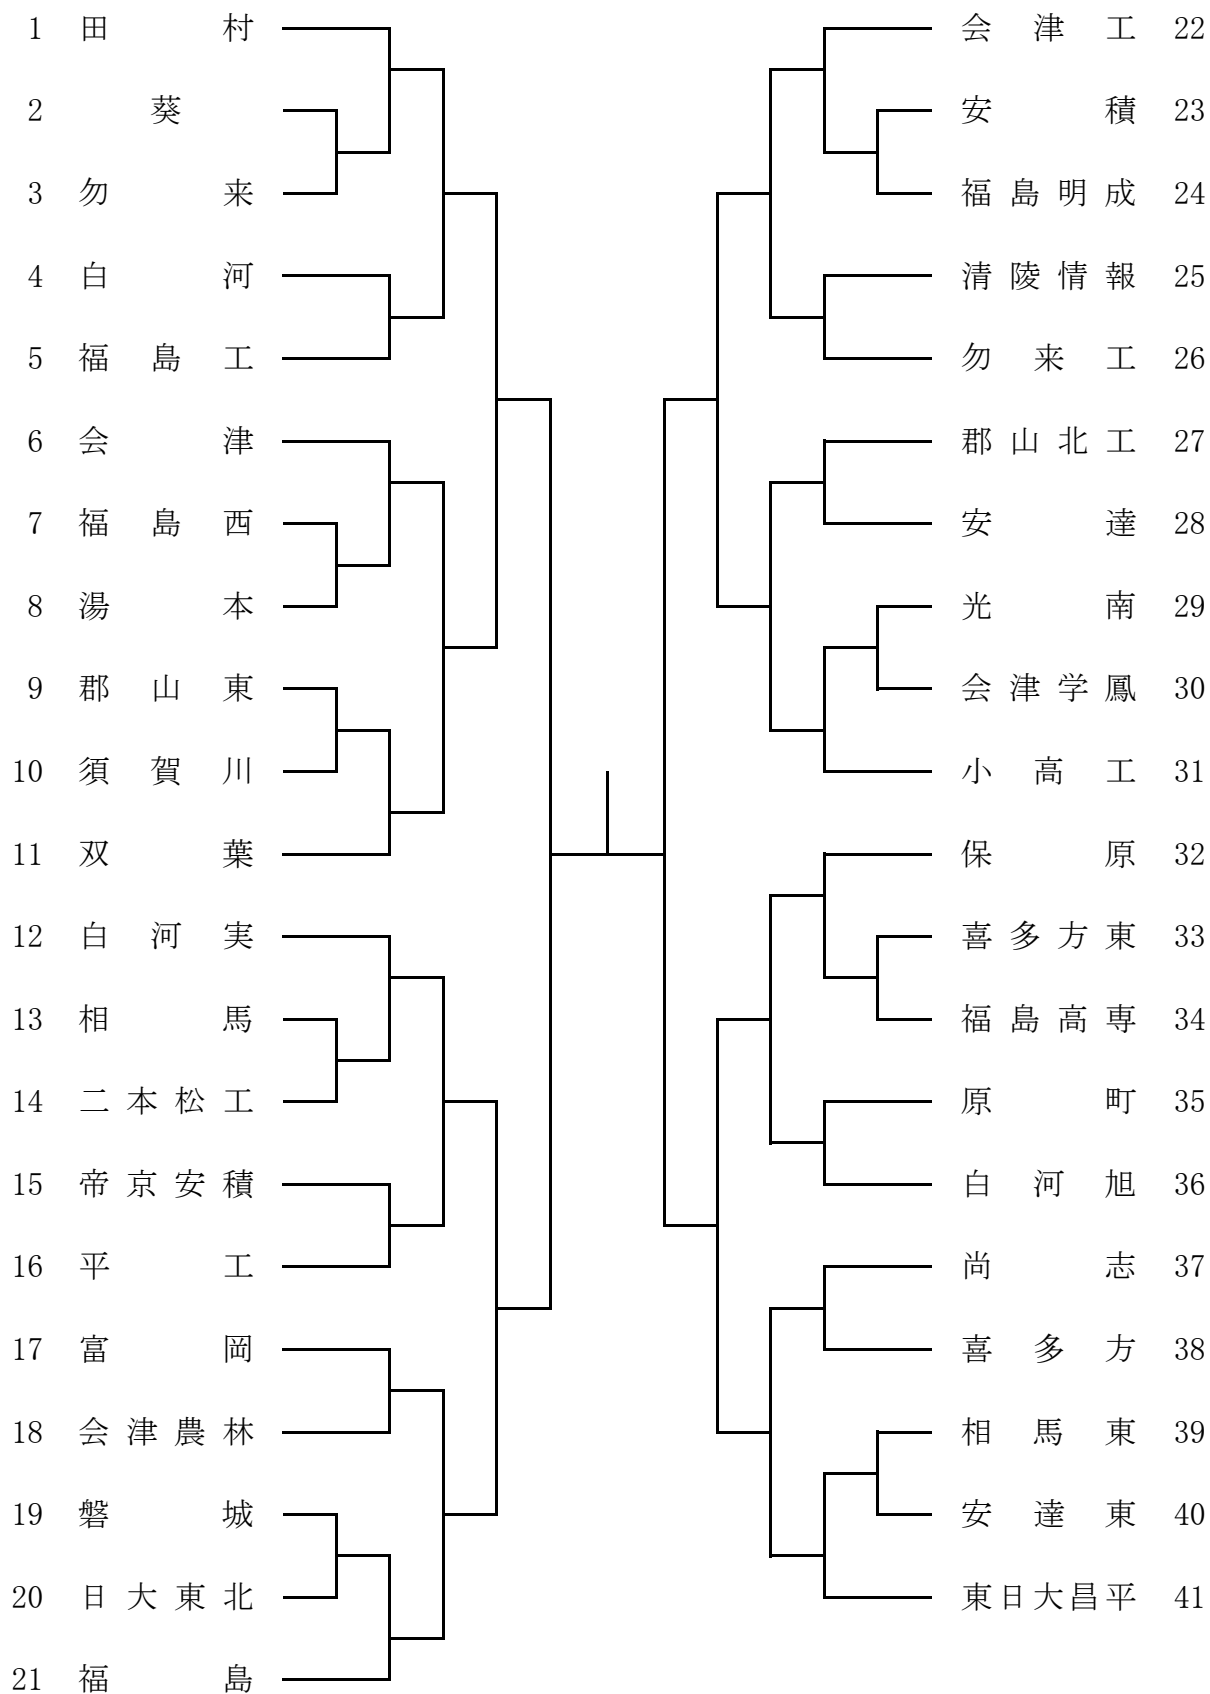 1 田村
2 葵
3 勿来
4 白河
5 福島工
6 会津
7 福島西
8 湯本
9 郡山東
10 須賀川
11 双葉
12 白河実
13 相馬
14 二本松工
15 帝京安積
16 平工
17 富岡
18 会津農林
19 磐城
20 日大東北
21 福島
会津工 22
安積 23
福島明成 24
清陵情報 25
勿来工 26
郡山北工 27
安達 28
光南 29
会津学鳳 30
小高工 31
保原 32
喜多方東 33
福島高専 34
原町 35
白河旭 36
尚志 37
喜多方 38
相馬東 39
安達東 40
東日大昌平 41